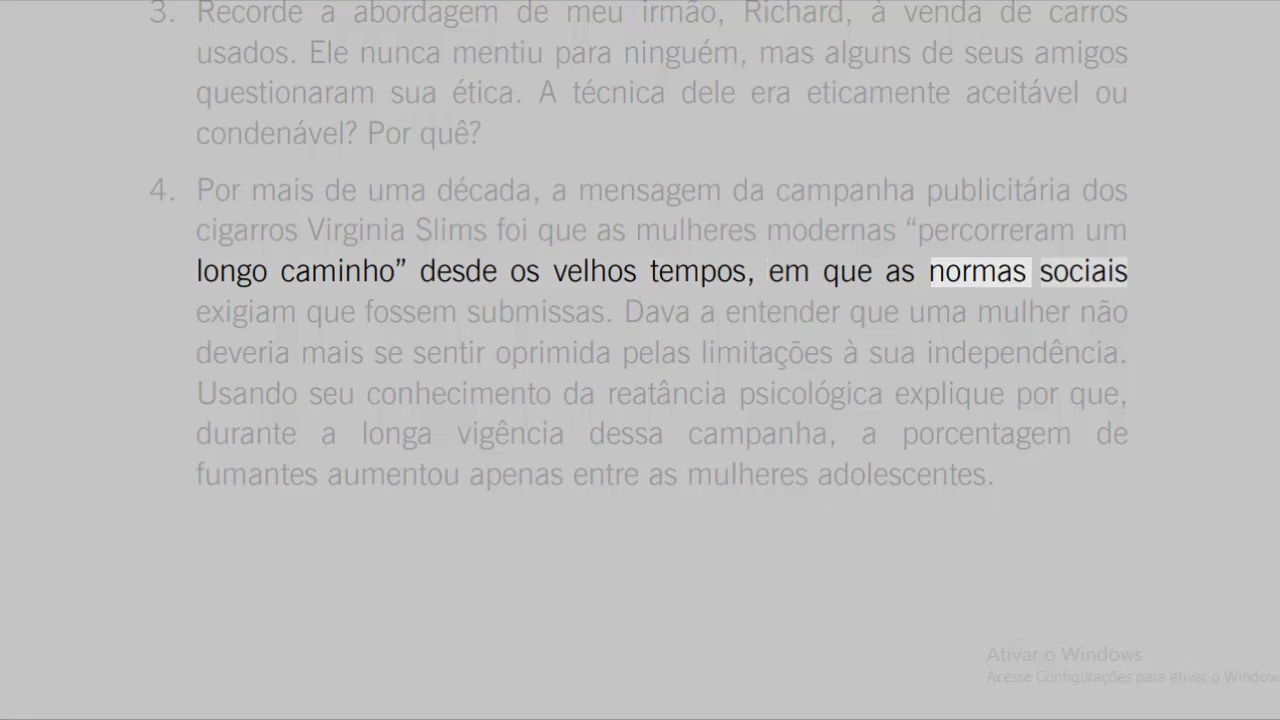 3. Recorde a abordagem de meu irmão, Richard, à venda de carros
usados. Ele nunca mentiu para ninguém, mas alguns de seus amigos
questionaram sua ética. A técnica dele era eticamente aceitável ou
condenável? Por quê?
4. Por mais de uma década, a mensagem da campanha publicitária dos
cigarros Virginia Slims foi que as mulheres modernas “percorreram um
longo caminho” desde os velhos tempos, em que as normas sociais
exigiam que fossem submissas. Dava a entender que uma mulher não
deveria mais se sentir oprimida pelas limitações à sua independência.
Usando seu conhecimento da reatância psicológica explique por que,
durante a longa vigência dessa campanha, a porcentagem de
fumantes aumentou apenas entre as mulheres adolescentes.
Ativar o Windows
Acesse Configurações para ativar o Window